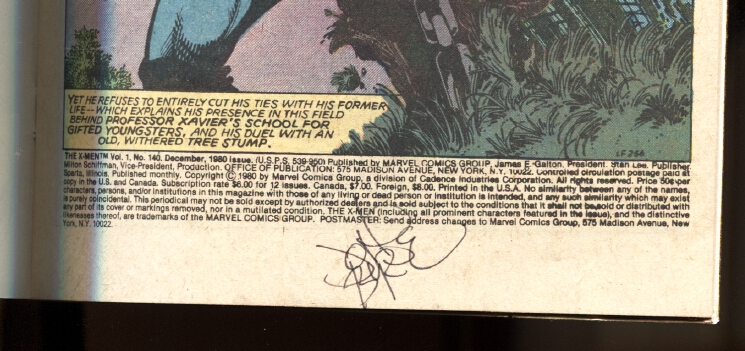 YET HE REFUSES TO ENTIRELY CUT HIS TIES WITH HIS FORMER
LIFE--WHICH EXPLAINS HIS PRESENCE IN THIS FIELD
BEHIND PROFESSOR XAVIER'S SCHOOL FOR
GIFTED YOUNGSTERS, AND HIS DUEL WITH AN
OLD, WITHERED TREE STUMP.
THE X-MEN™ Vol. 1, No. 140, December, 1980 issue. (U.S.P.S. 539-950) Published by MARVEL COMICS GROUP, James E. Galton, President. Stan Lee, Publisher
Milton Schiffman, Vice-President, Production. OFFICE OF PUBLICATION: 575 MADISON AVENUE, NEW YORK, N.Y. 10022. Controlled circulation postage paid at
Sparta, Illinois. Published monthly. Copyright © 1980 by Marvel Comics Group, a division of Cadence Industries Corporation. All rights reserved. Price 50¢ per
copy in the U.S. and Canada. Subscription rate $6.00 for 12 issues. Canada, $7.00. Foreign, $8.00. Printed in the U.S.A. No similarity between any of the names,
characters, persons, and/or institutions in this magazine with those of any living or dead person or institution is intended, and any such similarity which may exist
is purely coincidental. This periodical may not be sold except by authorized dealers and is sold subject to the conditions that it shall not be sold or distributed with
any part of its cover or markings removed, nor in a mutilated condition. THE X-MEN (including all prominent characters featured in the issue), and the distinctive
likenesses thereof, are trademarks of the MARVEL COMICS GROUP. POSTMASTER: Send address changes to Marvel Comics Group, 575 Madison Avenue, New
York, N.Y. 10022.